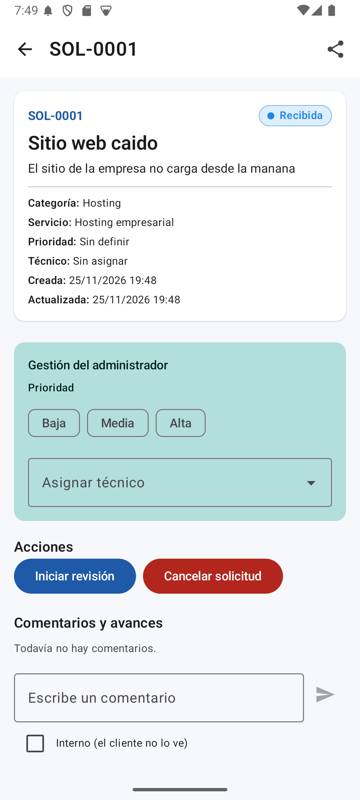 7:49
SOL-0001
SOL-0001
Recibida
Sitio web caido
El sitio de la empresa no carga desde la manana
Categoría: Hosting
Servicio: Hosting empresarial
Prioridad: Sin definir
Técnico: Sin asignar
Creada: 25/11/2026 19:48
Actualizada: 25/11/2026 19:48
Gestión del administrador
Prioridad
Baja
Media
Alta
Asignar técnico
Acciones
Iniciar revisión
Cancelar solicitud
Comentarios y avances
Todavía no hay comentarios.
Escribe un comentario
Interno (el cliente no lo ve)